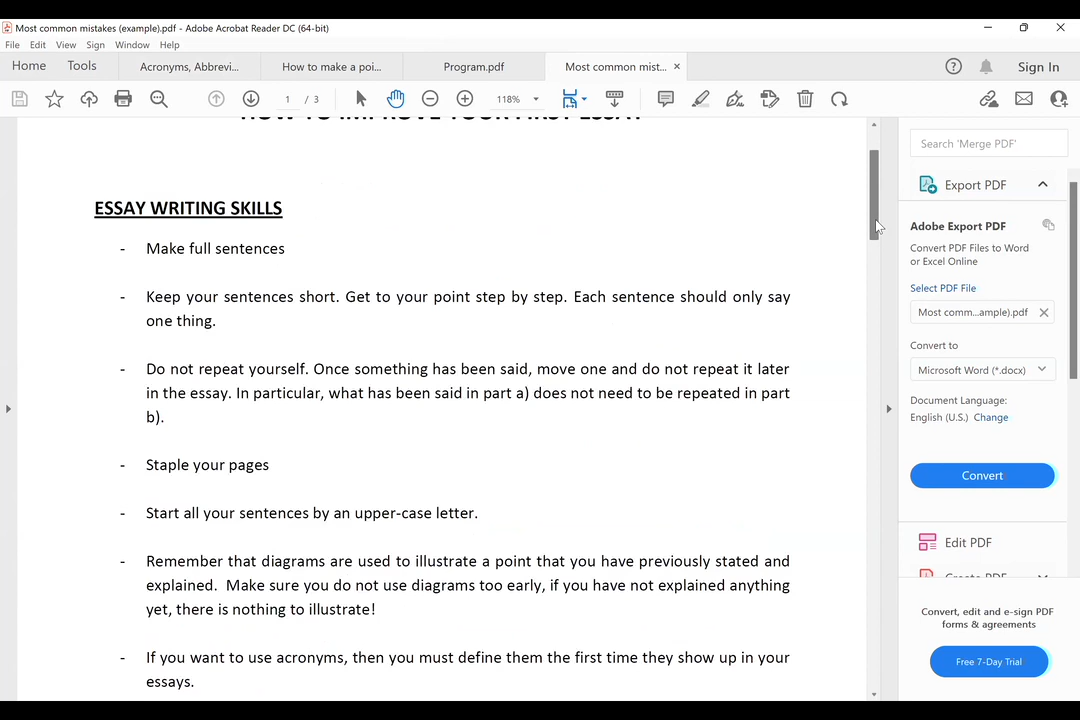 Most common mistakes (example).pdf - Adobe Acrobat Reader DC (64-bit)
File Edit View Sign Window Help
Home Tools Acronyms, Abbrevi... How to make a poi... Program.pdf Most common mist... × Sign In
1 / 3 118%
HOW TO IMPROVE YOUR FIRST ESSAY
ESSAY WRITING SKILLS
- Make full sentences
- Keep your sentences short. Get to your point step by step. Each sentence should only say
one thing.
- Do not repeat yourself. Once something has been said, move one and do not repeat it later
in the essay. In particular, what has been said in part a) does not need to be repeated in part
b).
- Staple your pages
- Start all your sentences by an upper-case letter.
- Remember that diagrams are used to illustrate a point that you have previously stated and
explained. Make sure you do not use diagrams too early, if you have not explained anything
yet, there is nothing to illustrate!
- If you want to use acronyms, then you must define them the first time they show up in your
essays.
Search 'Merge PDF'
Export PDF
Adobe Export PDF
Convert PDF Files to Word
or Excel Online
Select PDF File
Most comm...ample).pdf
Convert to
Microsoft Word (*.docx)
Document Language:
English (U.S.) Change
Convert
Edit PDF
Create PDF
Convert, edit and e-sign PDF
forms & agreements
Free 7-Day Trial